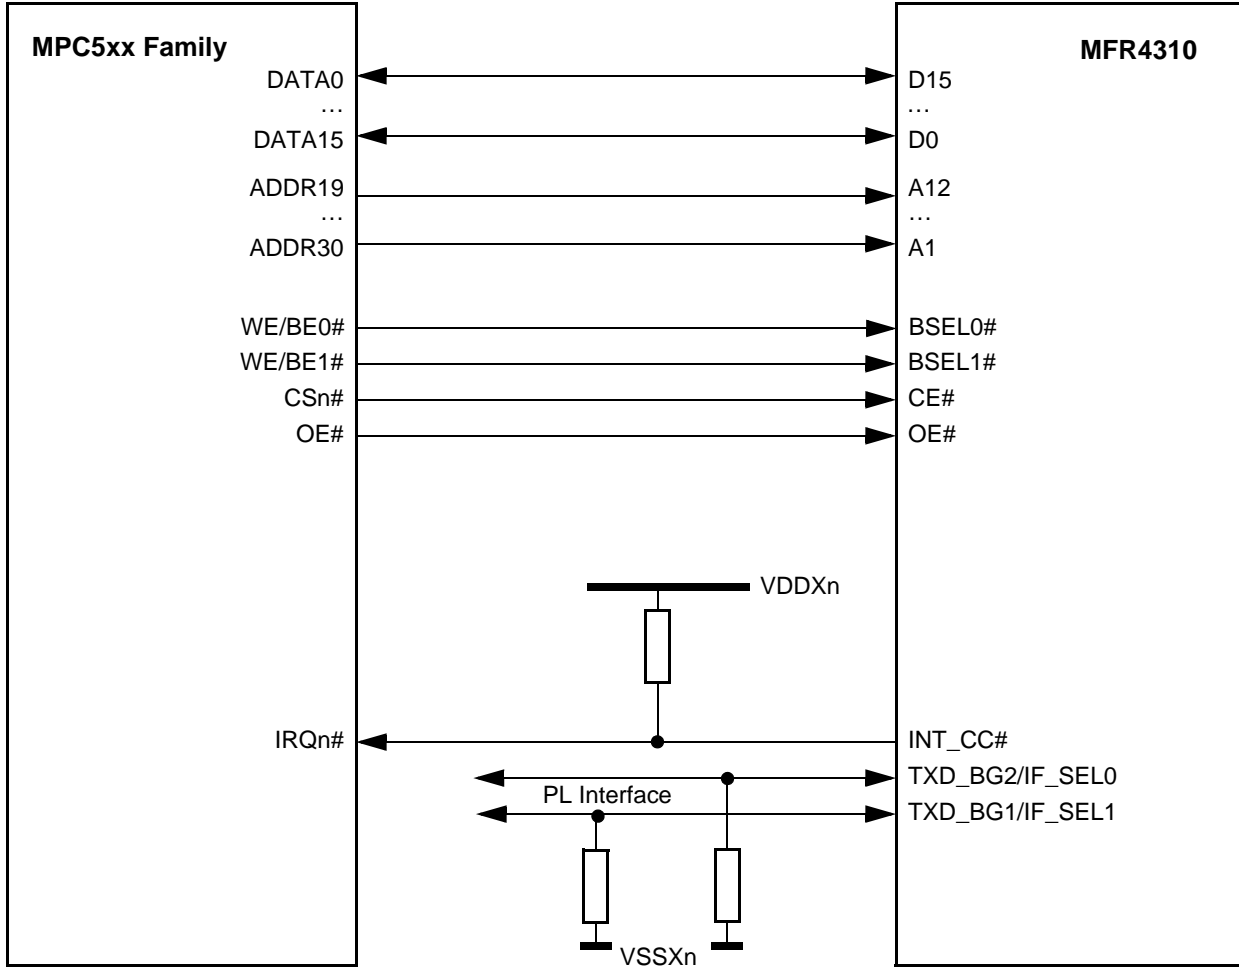 MPC5xx Family
MFR4310
DATA0
D15
...
...
DATA15
D0
ADDR19
A12
...
...
ADDR30
A1
WE/BE0#
BSEL0#
WE/BE1#
BSEL1#
CSn#
CE#
OE#
OE#
VDDXn
IRQn#
INT_CC#
TXD_BG2/IF_SEL0
PL Interface
TXD_BG1/IF_SEL1
VSSXn